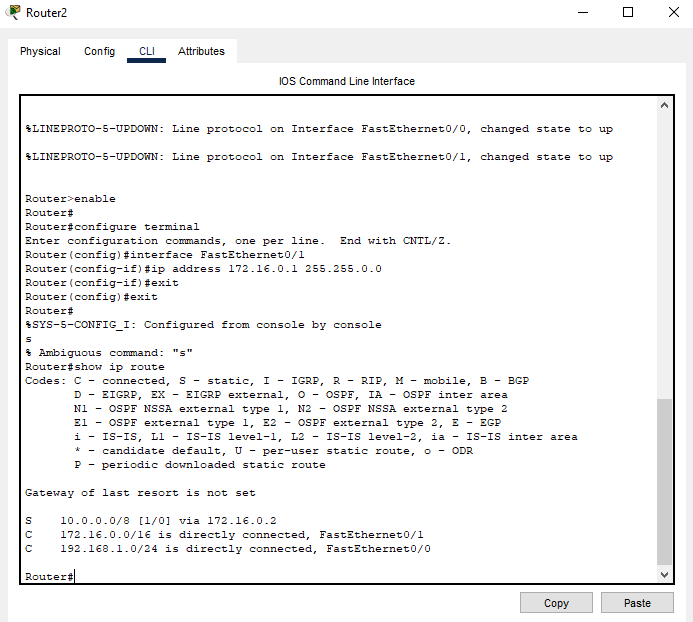 Router2
Physical Config CLI Attributes
IOS Command Line Interface
%LINEPROTO-5-UPDOWN: Line protocol on Interface FastEthernet0/0, changed state to up
%LINEPROTO-5-UPDOWN: Line protocol on Interface FastEthernet0/1, changed state to up
Router>enable
Router#
Router#configure terminal
Enter configuration commands, one per line.  End with CNTL/Z.
Router(config)#interface FastEthernet0/1
Router(config-if)#ip address 172.16.0.1 255.255.0.0
Router(config-if)#exit
Router(config)#exit
Router#
%SYS-5-CONFIG_I: Configured from console by console
s
% Ambiguous command: "s"
Router#show ip route
Codes: C - connected, S - static, I - IGRP, R - RIP, M - mobile, B - BGP
       D - EIGRP, EX - EIGRP external, O - OSPF, IA - OSPF inter area
       N1 - OSPF NSSA external type 1, N2 - OSPF NSSA external type 2
       E1 - OSPF external type 1, E2 - OSPF external type 2, E - EGP
       i - IS-IS, L1 - IS-IS level-1, L2 - IS-IS level-2, ia - IS-IS inter area
       * - candidate default, U - per-user static route, o - ODR
       P - periodic downloaded static route
Gateway of last resort is not set
S    10.0.0.0/8 [1/0] via 172.16.0.2
C    172.16.0.0/16 is directly connected, FastEthernet0/1
C    192.168.1.0/24 is directly connected, FastEthernet0/0
Router#
Copy Paste